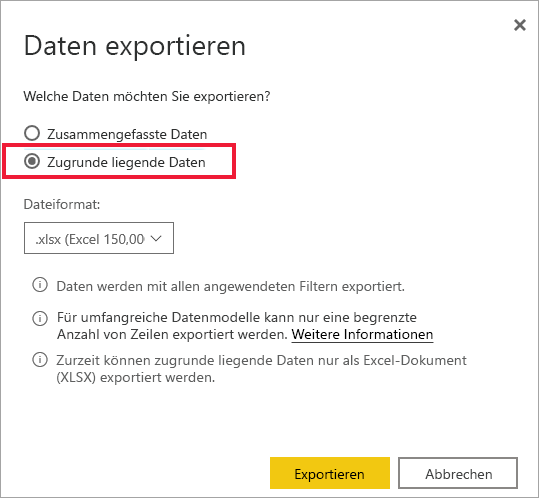 Daten exportieren
Welche Daten möchten Sie exportieren?
Zusammengefasste Daten
Zugrunde liegende Daten
Dateiformat:
.xlsx (Excel 150,00
Daten werden mit allen angewendeten Filtern exportiert.
Für umfangreiche Datenmodelle kann nur eine begrenzte
Anzahl von Zeilen exportiert werden. Weitere Informationen
Zurzeit können zugrunde liegende Daten nur als Excel-Dokument
(XLSX) exportiert werden.
Exportieren
Abbrechen